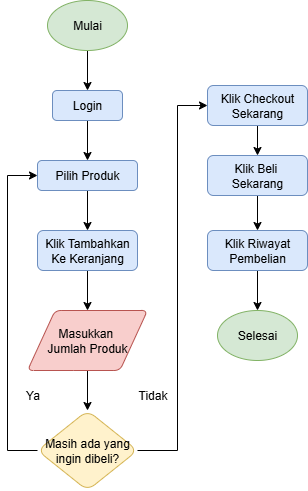 Mulai
Login
Pilih Produk
Klik Tambahkan
Ke Keranjang
Masukkan
Jumlah Produk
Ya
Tidak
Masih ada yang
ingin dibeli?
Klik Checkout
Sekarang
Klik Beli
Sekarang
Klik Riwayat
Pembelian
Selesai